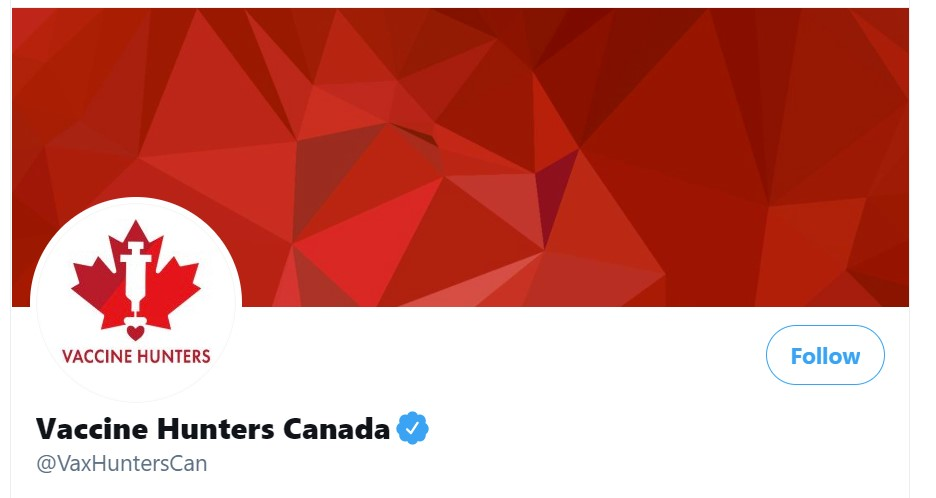 VACCINE HUNTERS
Follow
Vaccine Hunters Canada
@VaxHuntersCan